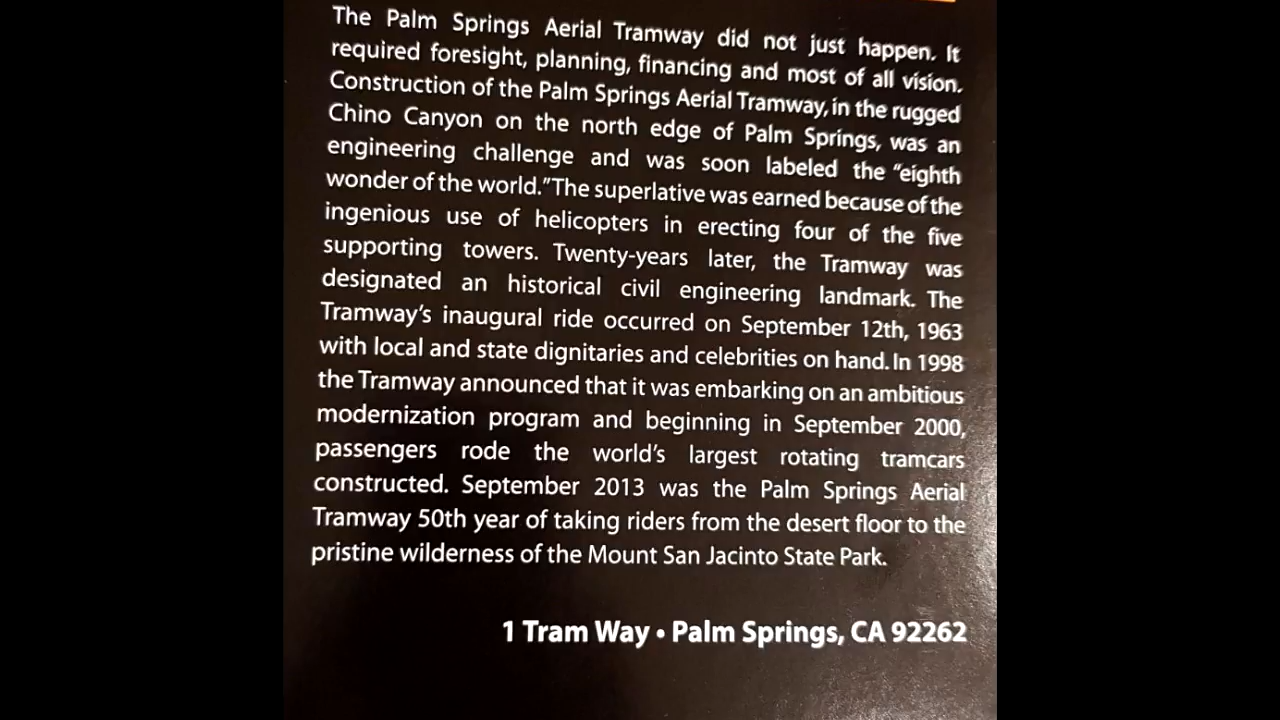 The Palm Springs Aerial Tramway did not just happen. It
required foresight, planning, financing and most of all vision.
Construction of the Palm Springs Aerial Tramway, in the rugged
Chino Canyon on the north edge of Palm Springs, was an
engineering challenge and was soon labeled the “eighth
wonder of the world.” The superlative was earned because of the
ingenious use of helicopters in erecting four of the five
supporting towers. Twenty-years later, the Tramway was
designated an historical civil engineering landmark. The
Tramway’s inaugural ride occurred on September 12th, 1963
with local and state dignitaries and celebrities on hand. In 1998
the Tramway announced that it was embarking on an ambitious
modernization program and beginning in September 2000,
passengers rode the world’s largest rotating tramcars
constructed. September 2013 was the Palm Springs Aerial
Tramway 50th year of taking riders from the desert floor to the
pristine wilderness of the Mount San Jacinto State Park.
1 Tram Way • Palm Springs, CA 92262